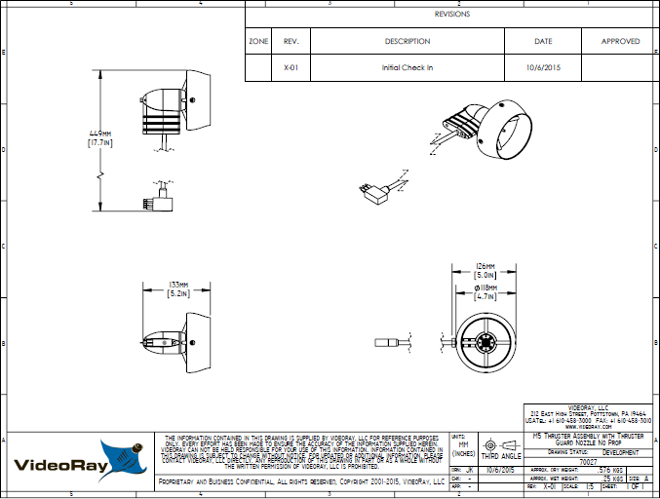 REVISIONS
ZONE REV. DESCRIPTION DATE APPROVED
X-01 Initial Check In 10/6/2015
449MM
[17.7IN]
133MM
[5.2IN]
126MM
[5.0IN]
Ø118MM
[4.7IN]
VIDEORAY, LLC
212 EAST HIGH STREET, POTTSTOWN, PA 19464
USATEL: +1 610-458-3000 FAX: +1 610-458-3010
WWW.VIDEORAY.COM
VideoRay
THE INFORMATION CONTAINED IN THIS DRAWING IS SUPPLIED BY VIDEORAY, LLC FOR REFERENCE PURPOSES
ONLY. EVERY EFFORT HAS BEEN MADE TO ENSURE THE ACCURACY OF THE INFORMATION SUPPLIED HEREIN.
VIDEORAY CAN NOT BE HELD RESPONSIBLE FOR YOUR USE OF THIS INFORMATION. INFORMATION CONTAINED IN
THIS DRAWING IS SUBJECT TO CHANGE WITHOUT NOTICE. FOR UPDATES OR ADDITIONAL INFORMATION, PLEASE
CONTACT VIDEORAY, LLC DIRECTLY. ANY REPRODUCTION OF THIS DRAWING IN PART OR AS A WHOLE WITHOUT
THE WRITTEN PERMISSION OF VIDEORAY, LLC IS PROHIBITED.
PROPRIETARY AND BUSINESS CONFIDENTIAL, ALL RIGHTS RESERVED, COPYRIGHT 2001-2015, VIDEORAY, LLC
UNITS:
MM
(INCHES)
THIRD ANGLE
DRN: JK 10/6/2015
CHK: -
APP: -
M5 THRUSTER ASSEMBLY WITH THRUSTER
GUARD NOZZLE NO PROP
DRAWING STATUS: DEVELOPMENT
70027
APPROX. DRY WEIGHT: .576 KGS
APPROX. WET WEIGHT: .25 KGS SIZE: A
REV: X-01 SCALE: 1:5 SHEET: 1 OF 1